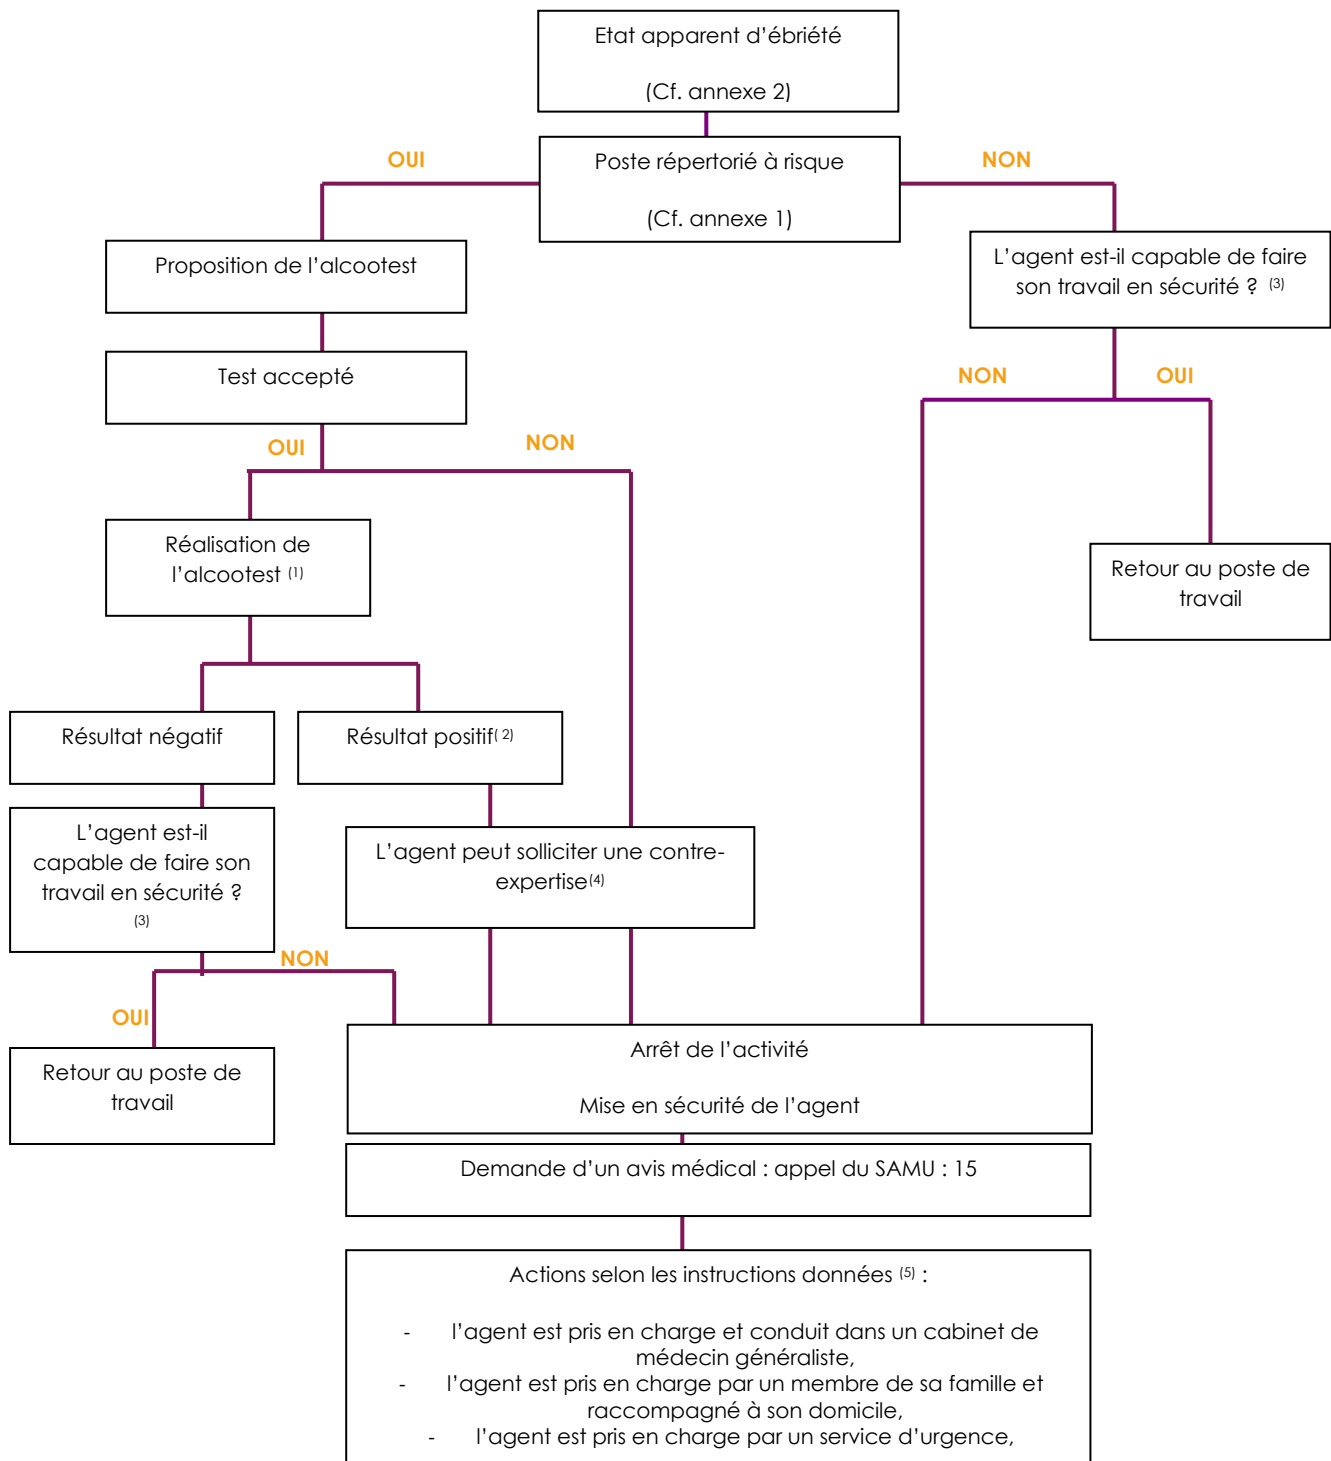 Etat apparent d’ébriété
(Cf. annexe 2)
OUI
Poste répertorié à risque
NON
(Cf. annexe 1)
Proposition de l’alcootest
L’agent est-il capable de faire
son travail en sécurité ? (3)
Test accepté
NON
OUI
OUI
NON
Réalisation de
l’alcootest (1)
Retour au poste de
travail
Résultat négatif
Résultat positif( 2)
L’agent est-il
capable de faire son
travail en sécurité ?
(3)
L’agent peut solliciter une contre-
expertise(4)
NON
OUI
Retour au poste de
travail
Arrêt de l’activité
Mise en sécurité de l’agent
Demande d’un avis médical : appel du SAMU : 15
Actions selon les instructions données (5) :
- l’agent est pris en charge et conduit dans un cabinet de
médecin généraliste,
- l’agent est pris en charge par un membre de sa famille et
raccompagné à son domicile,
- l’agent est pris en charge par un service d’urgence,